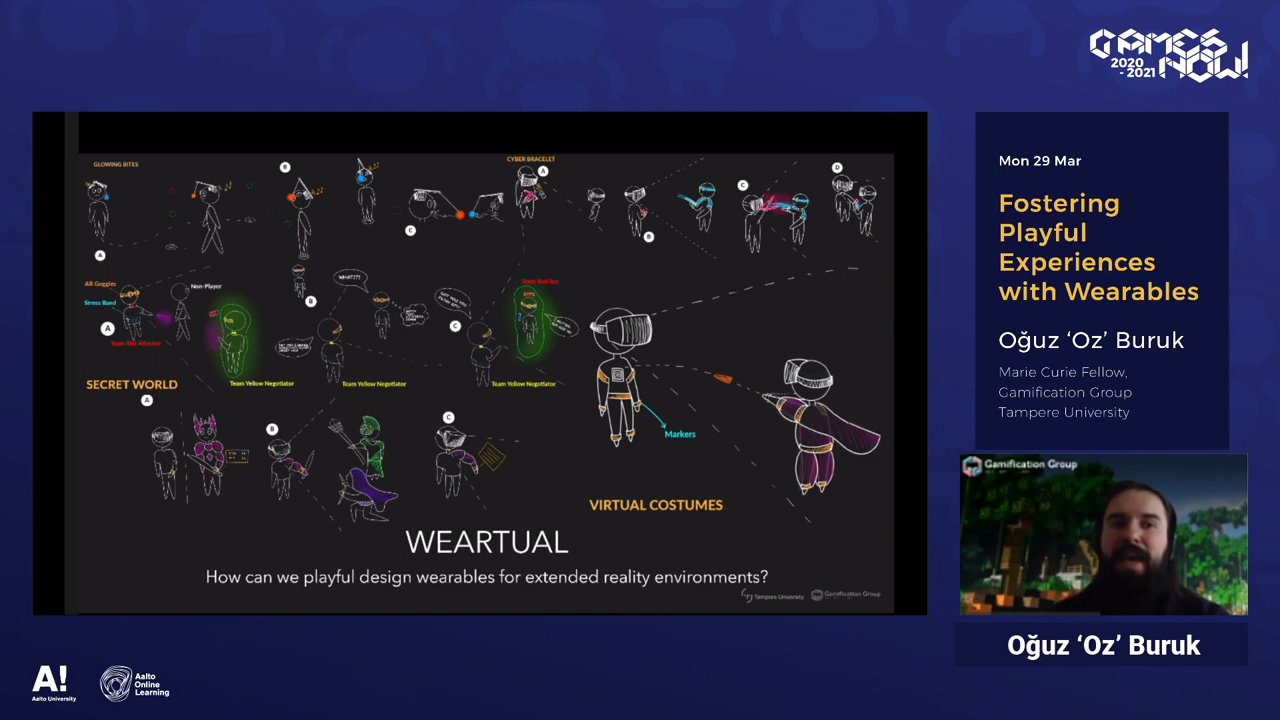 GAMES
2020
- 2021
NOW!
Mon 29 Mar
Fostering
Playful
Experiences
with Wearables
Oğuz ‘Oz’ Buruk
Marie Curie Fellow,
Gamification Group
Tampere University
GLOWING BITES
B
CYBER BRACELET
A
D
C
C
B
A
AR Goggles
Non-Player
Stress Band
A
Team Red Attacker
Team Yellow Negotiator
B
WHAT?!?
Team Yellow Negotiator
C
Team Yellow Negotiator
SECRET WORLD
A
B
C
Markers
VIRTUAL COSTUMES
WEARTUAL
How can we playful design wearables for extended reality environments?
Tampere University
Gamification Group
Gamification Group
Oğuz ‘Oz’ Buruk
A!
Aalto University
Aalto
Online
Learning